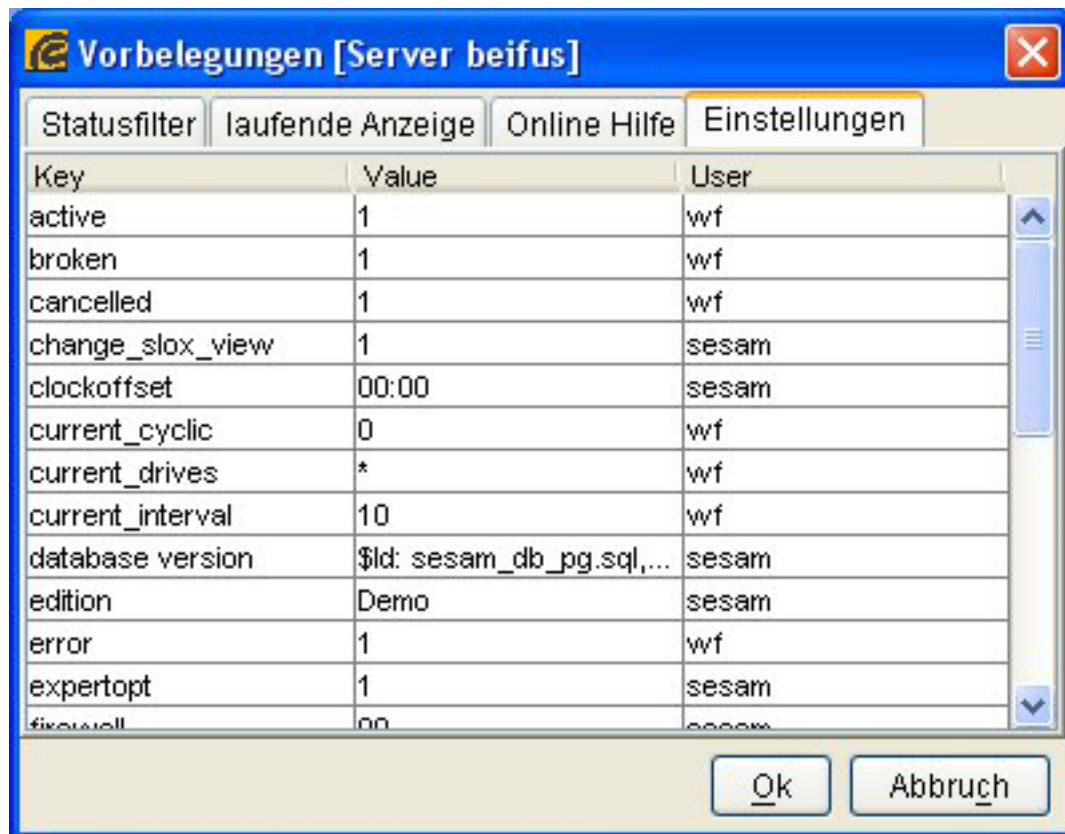 Vorbelegungen [Server beifus]
Statusfilter laufende Anzeige Online Hilfe Einstellungen
Key Value User
active 1 wf
broken 1 wf
cancelled 1 wf
change_slox_view 1 sesam
clockoffset 00:00 sesam
current_cyclic 0 wf
current_drives * wf
current_interval 10 wf
database version $Id: sesam_db_pg.sql,... sesam
edition Demo sesam
error 1 wf
expertopt 1 sesam
Ok Abbruch